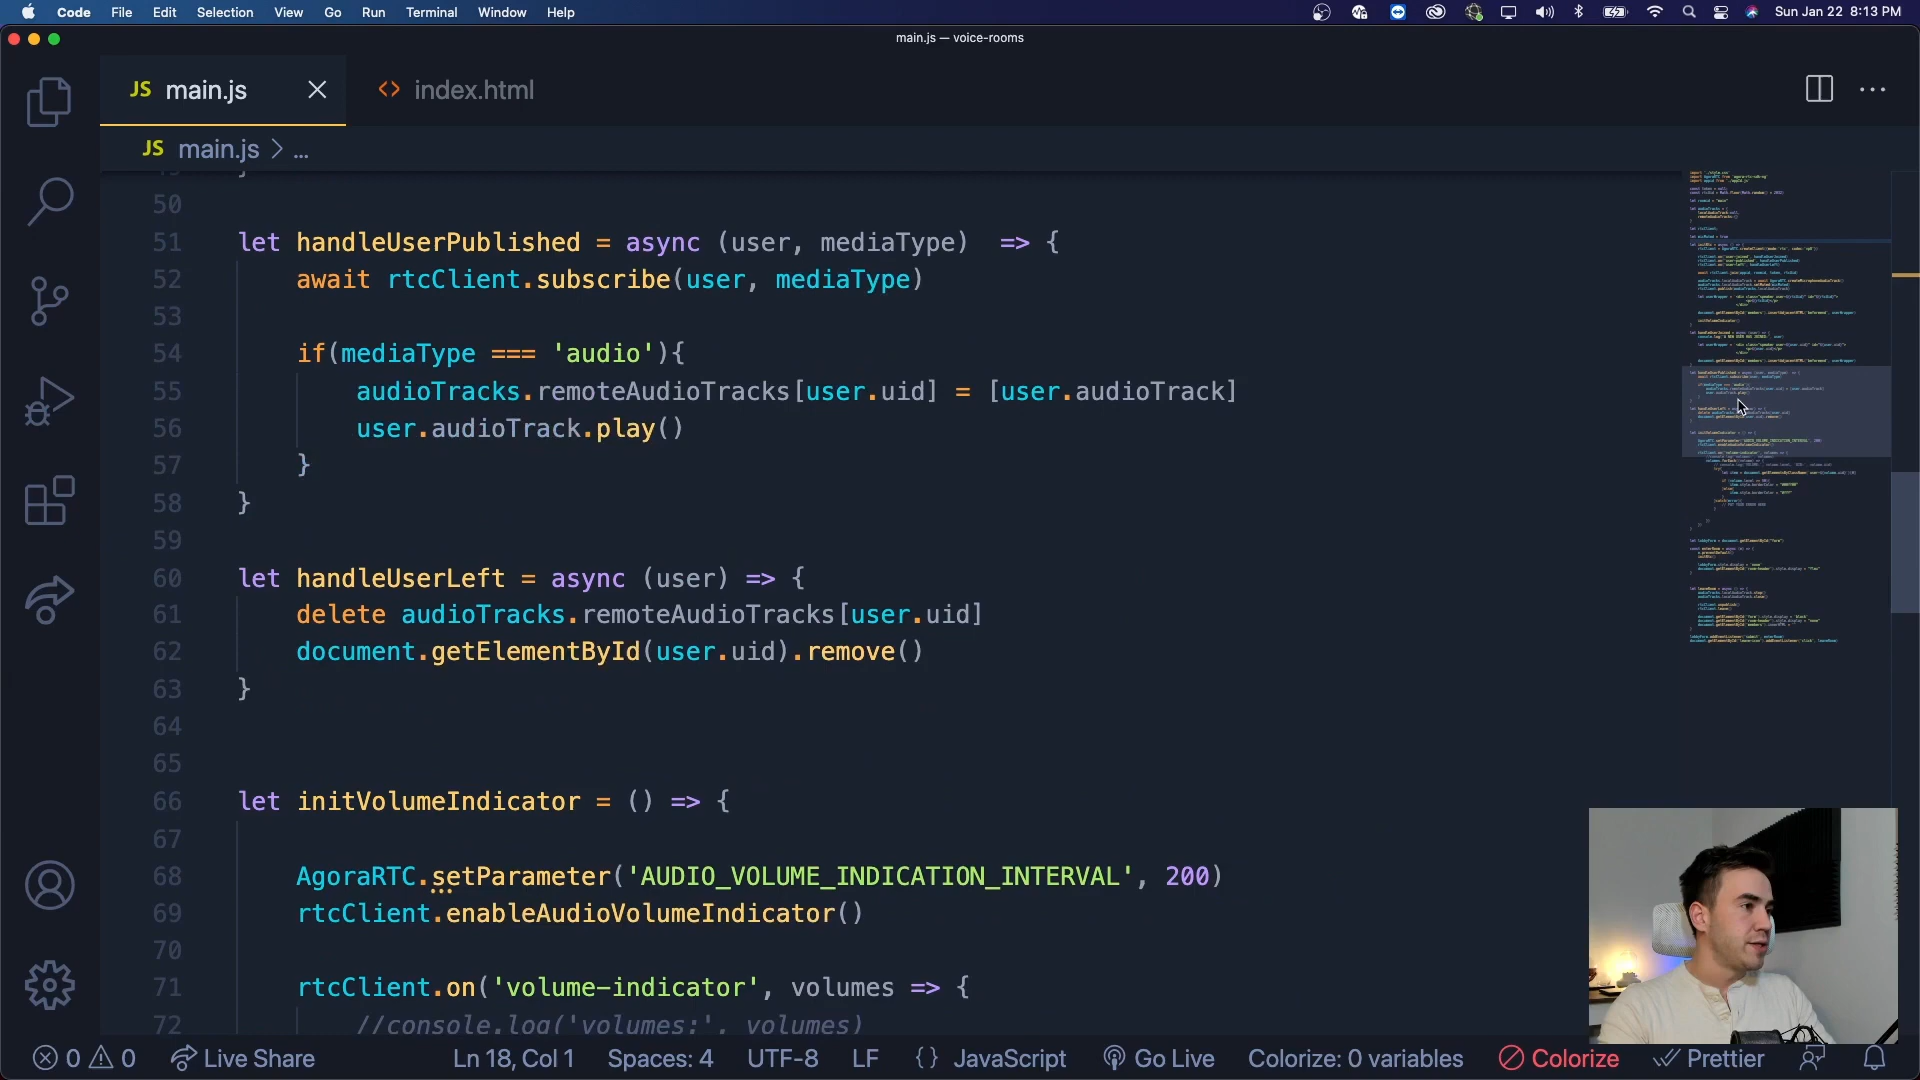 Code File Edit Selection View Go Run Terminal Window Help
Sun Jan 22 8:13 PM
main.js — voice-rooms
JS main.js
<> index.html
JS main.js > ...
50
51 let handleUserPublished = async (user, mediaType)  => {
52 await rtcClient.subscribe(user, mediaType)
53
54 if(mediaType === 'audio'){
55 audioTracks.remoteAudioTracks[user.uid] = [user.audioTrack]
56 user.audioTrack.play()
57 }
58 }
59
60 let handleUserLeft = async (user) => {
61 delete audioTracks.remoteAudioTracks[user.uid]
62 document.getElementById(user.uid).remove()
63 }
64
65
66 let initVolumeIndicator = () => {
67
68 AgoraRTC.setParameter('AUDIO_VOLUME_INDICATION_INTERVAL', 200)
69 rtcClient.enableAudioVolumeIndicator()
70
71 rtcClient.on('volume-indicator', volumes => {
72 //console.log('volumes:', volumes)
0 0 Live Share Ln 18, Col 1 Spaces: 4 UTF-8 LF {} JavaScript Go Live Colorize: 0 variables Colorize Prettier